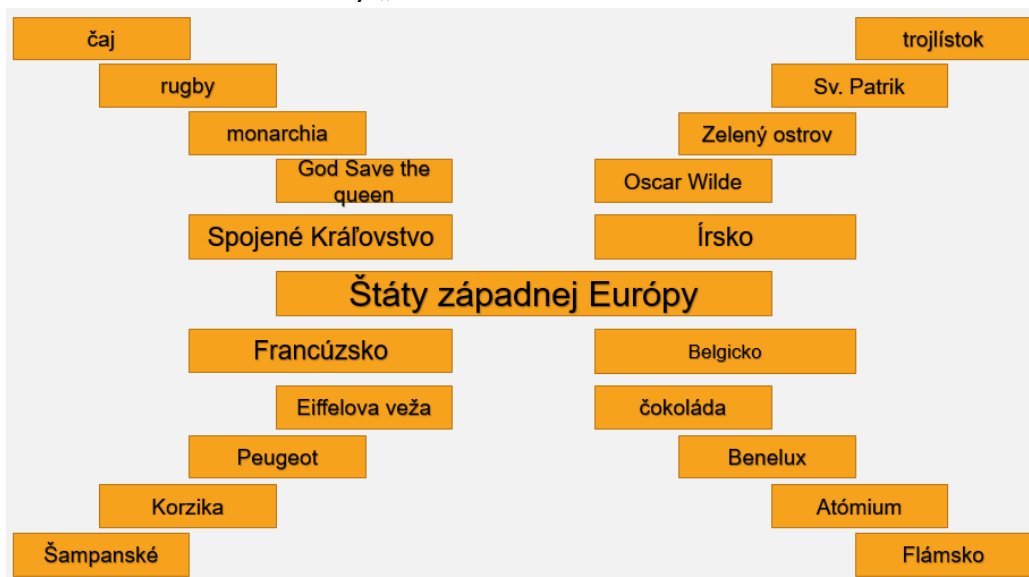 čaj
trojlístok
rugby
Sv. Patrik
monarchia
Zelený ostrov
God Save the
queen
Oscar Wilde
Spojené Kráľovstvo
Írsko
Štáty západnej Európy
Francúzsko
Belgicko
Eiffelova veža
čokoláda
Peugeot
Benelux
Korzika
Atómium
Šampanské
Flámsko